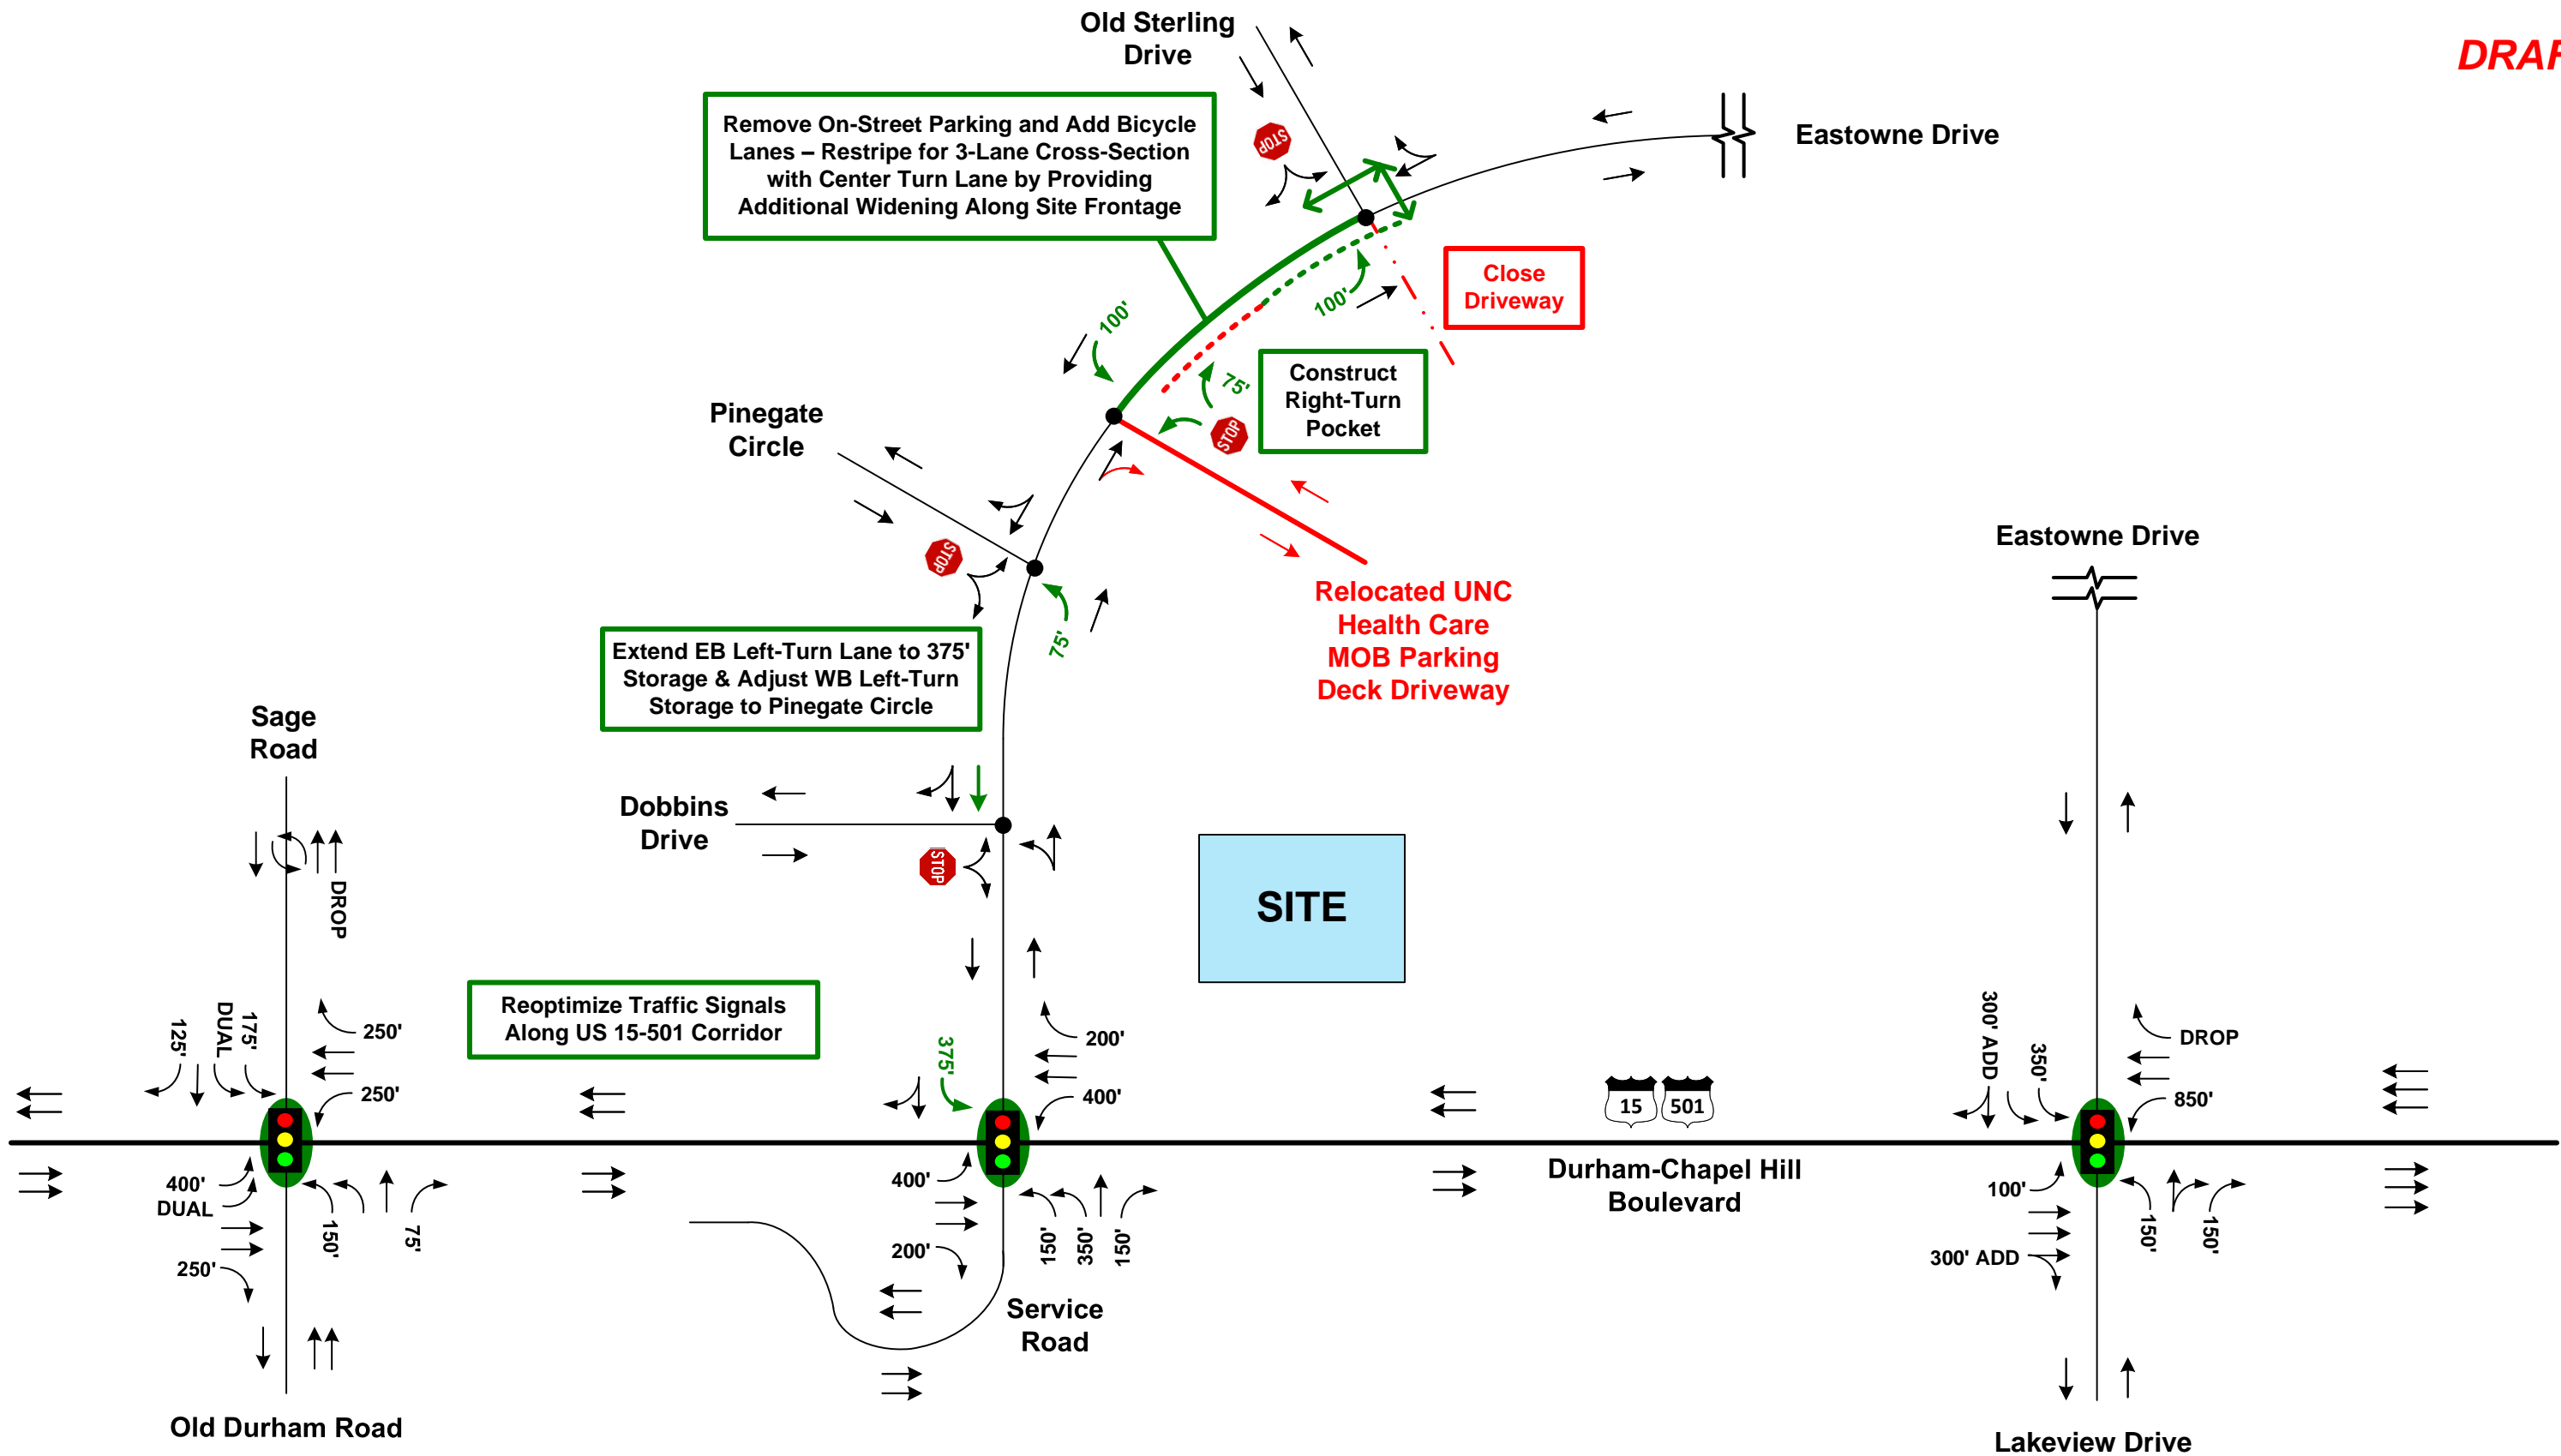 Old Sterling
Drive
DRAF
Remove On-Street Parking and Add Bicycle
Lanes – Restripe for 3-Lane Cross-Section
with Center Turn Lane by Providing
Additional Widening Along Site Frontage
STOP
Eastowne Drive
Close
Driveway
100'
100'
Construct
Right-Turn
Pocket
75'
STOP
Pinegate
Circle
STOP
Eastowne Drive
Relocated UNC
Health Care
MOB Parking
Deck Driveway
75'
Extend EB Left-Turn Lane to 375'
Storage & Adjust WB Left-Turn
Storage to Pinegate Circle
Sage
Road
Dobbins
Drive
STOP
SITE
DROP
Reoptimize Traffic Signals
Along US 15-501 Corridor
125'
DUAL
175'
250'
250'
375'
200'
400'
300' ADD
350'
DROP
850'
15
501
Durham-Chapel Hill
Boulevard
400'
DUAL
250'
150'
75'
400'
200'
150'
350'
150'
100'
300' ADD
150'
150'
Service
Road
Old Durham Road
Lakeview Drive